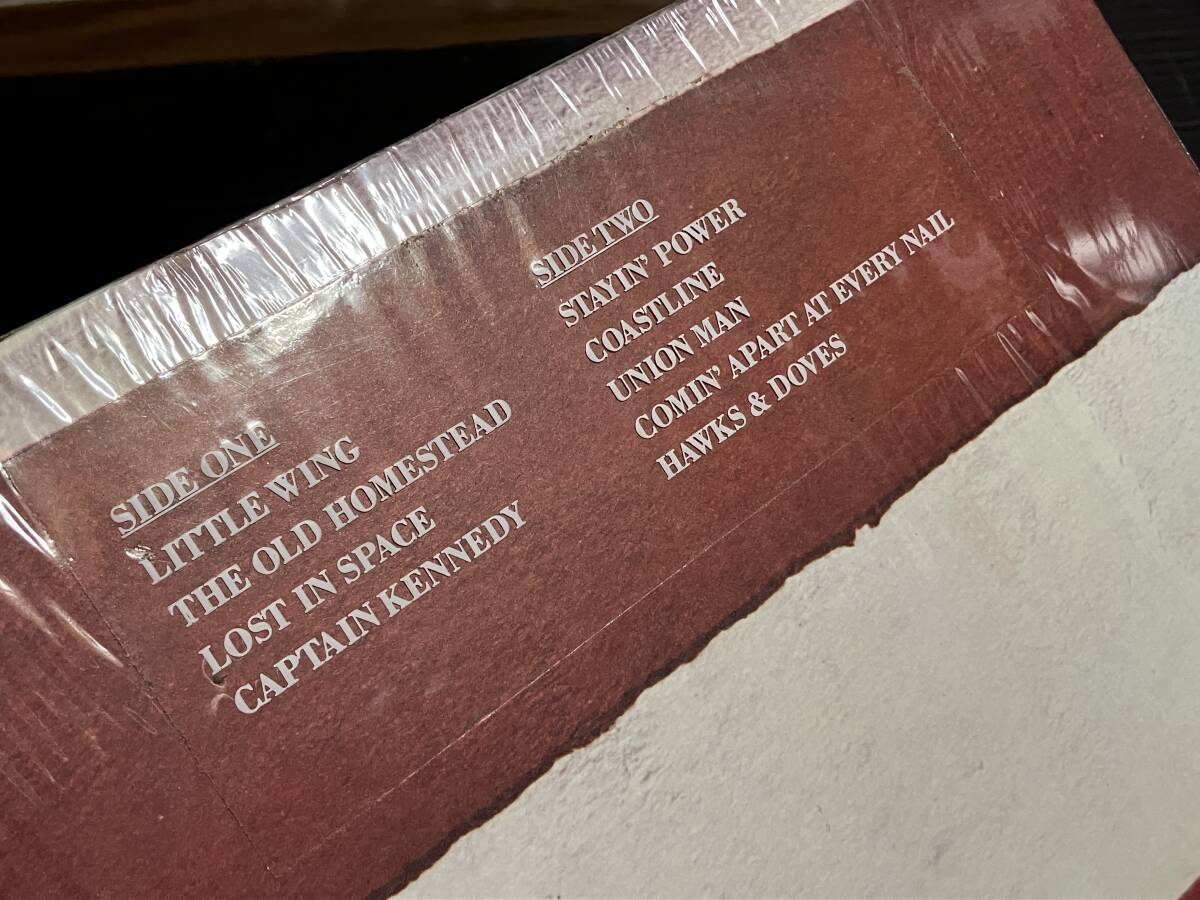 SIDE ONE
LITTLE WING
THE OLD HOMESTEAD
LOST IN SPACE
CAPTAIN KENNEDY
SIDE TWO
STAYIN' POWER
COASTLINE
UNION MAN
COMIN' APART AT EVERY NAIL
HAWKS & DOVES